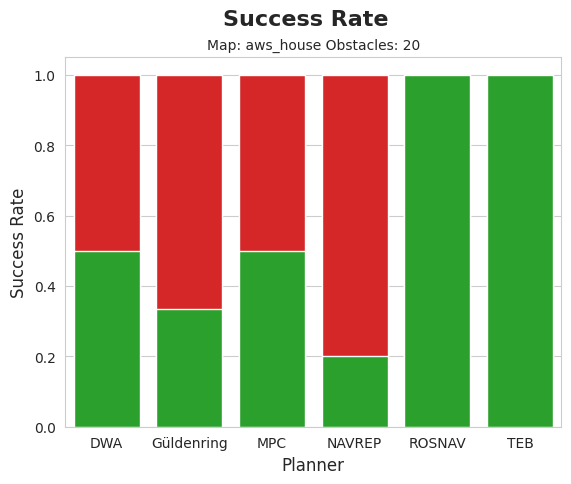 Success Rate
Map: aws_house Obstacles: 20
1.0
0.8
0.6
0.4
0.2
0.0
Success Rate
DWA Güldenring MPC NAVREP ROSNAV TEB
Planner